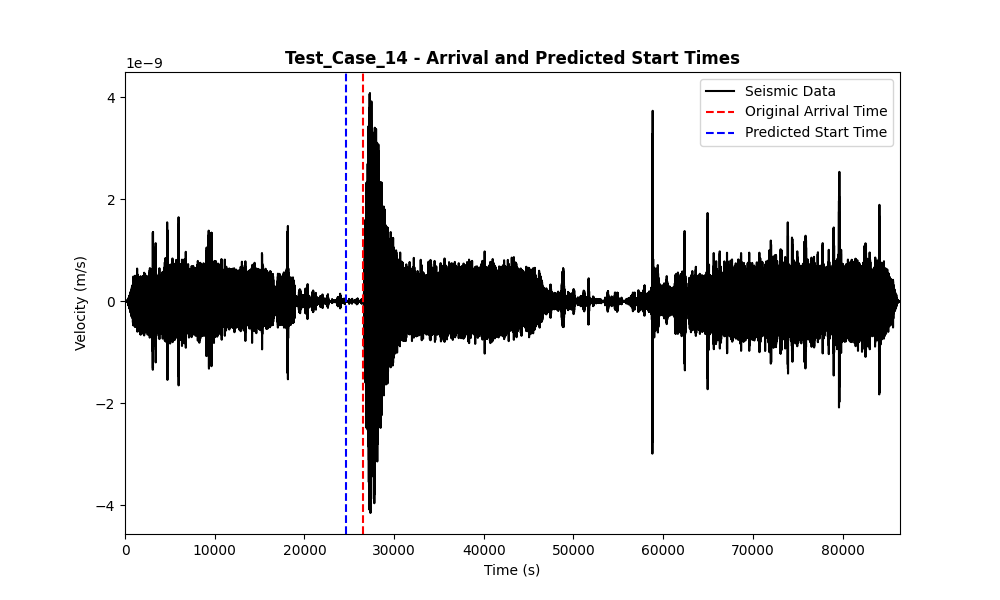 Test_Case_14 - Arrival and Predicted Start Times
1e−9
Seismic Data
Original Arrival Time
Predicted Start Time
4
2
0
−2
−4
Velocity (m/s)
0 10000 20000 30000 40000 50000 60000 70000 80000
Time (s)